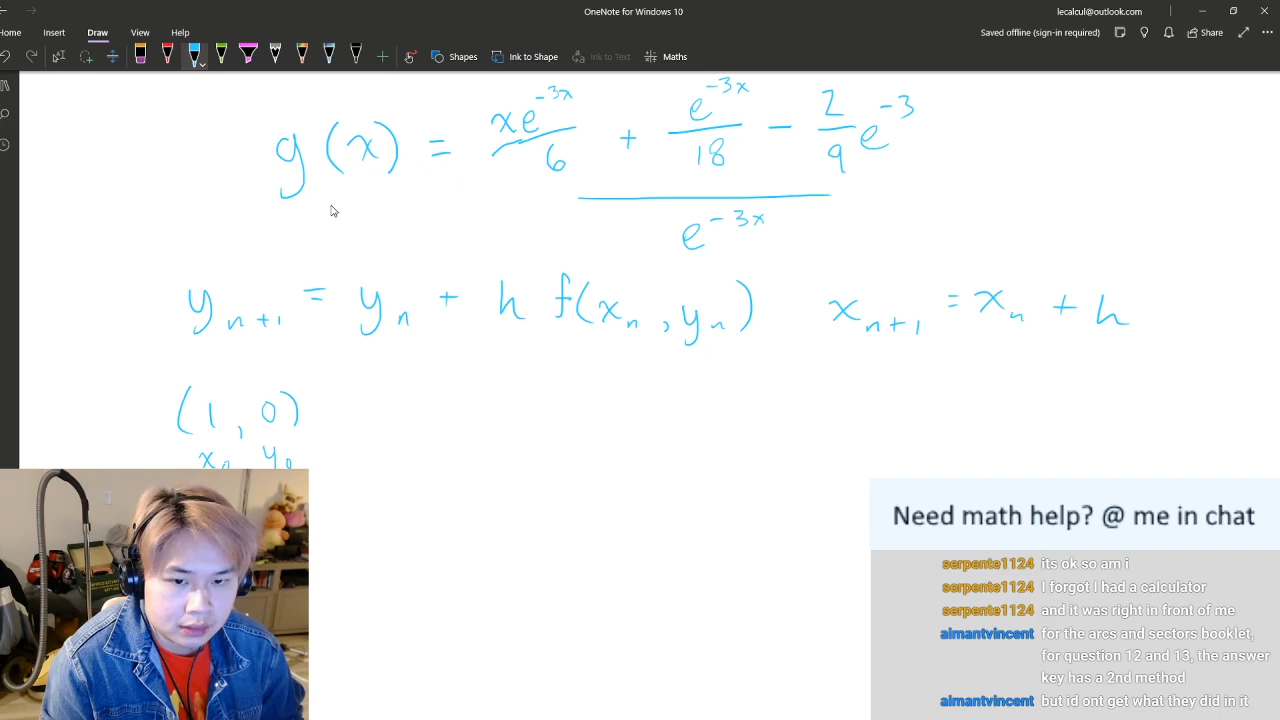 OneNote for Windows 10
lecalcul@outlook.com
Home Insert Draw View Help
Saved offline (sign-in required)
Share
Shapes
Ink to Shape
Ink to Text
Maths
g(x) = xe^{-3x}/6 + e^{-3x}/18 - 2/9 e^{-3}
e^{-3x}
y_{n+1} = y_n + h f(x_n, y_n) x_{n+1} = x_n + h
(1, 0)
x_0 y_0
Need math help? @ me in chat
serpente1124 its ok so am i
serpente1124 I forgot I had a calculator
serpente1124 and it was right in front of me
aimantvincent for the arcs and sectors booklet,
for question 12 and 13, the answer
key has a 2nd method
aimantvincent but id ont get what they did in it